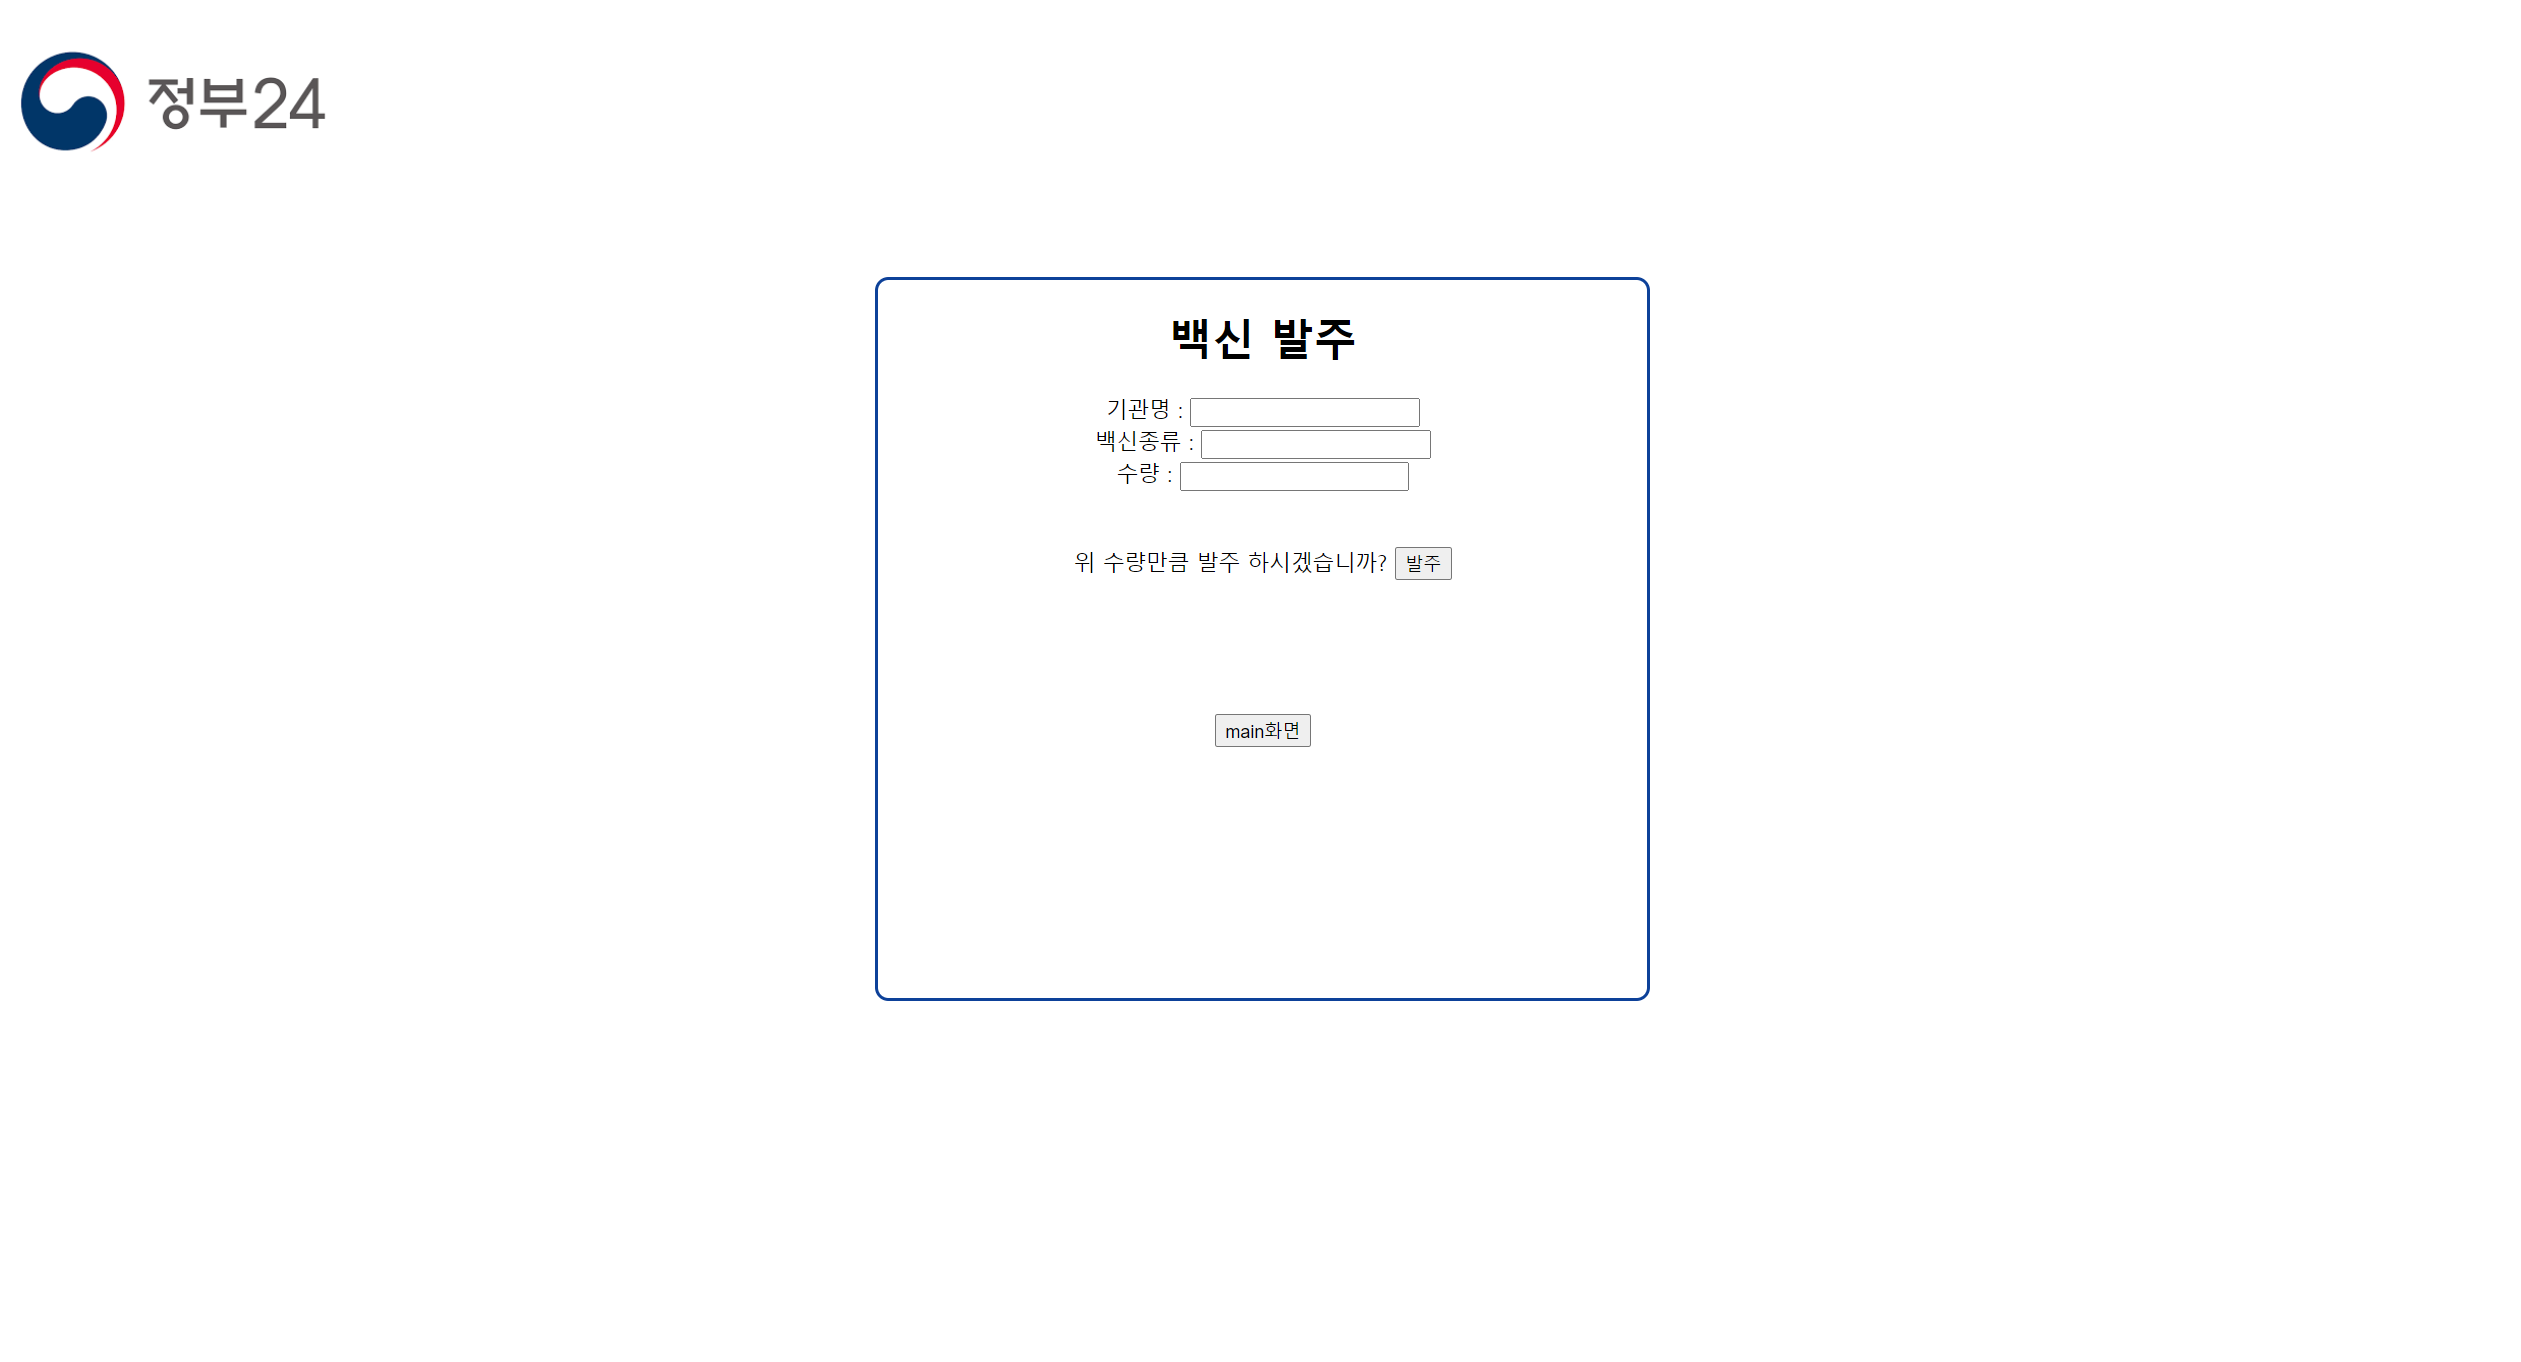 정부24
백신 발주
기관명 :
백신종류 :
수량 :
위 수량만큼 발주 하시겠습니까? 발주
main화면